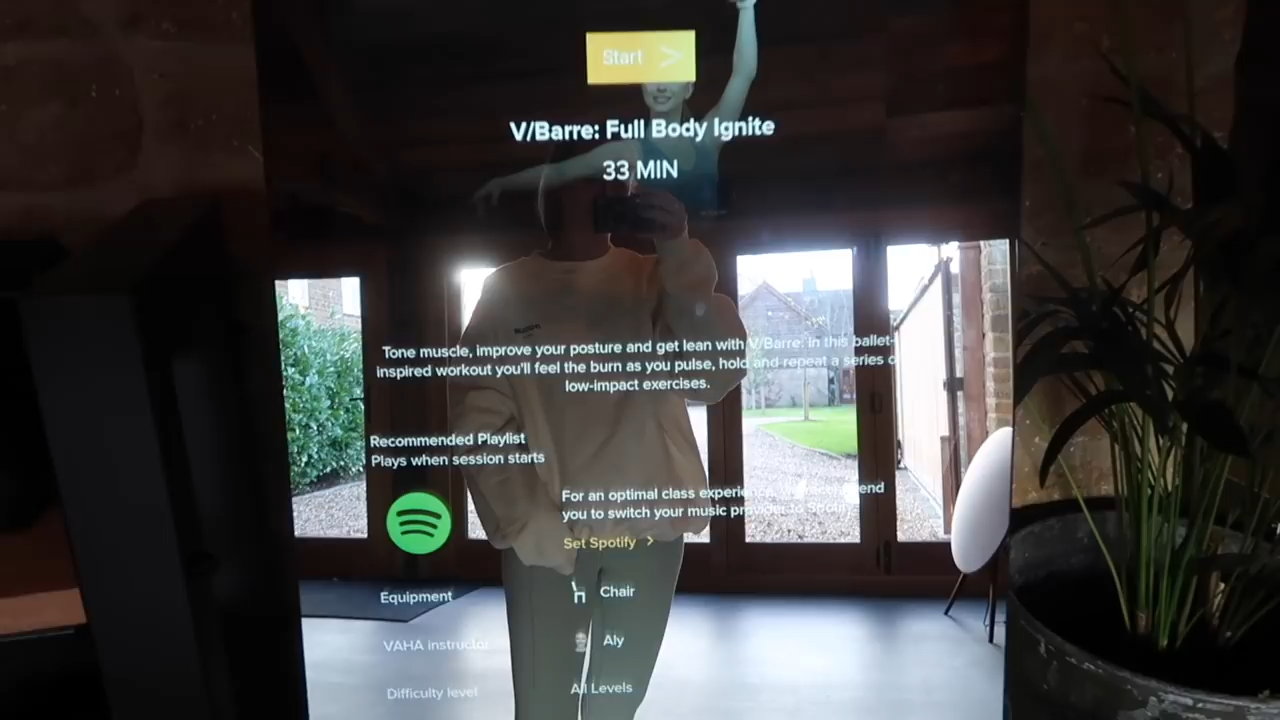 Start
V/Barre: Full Body Ignite
33 MIN
Tone muscle, improve your posture and get lean with V/Barre: in this ballet-
inspired workout you'll feel the burn as you pulse, hold and repeat a series o
low-impact exercises.
Recommended Playlist
Plays when session starts
For an optimal class experience, we recommend
you to switch your music provider to Spotify
Set Spotify >
Equipment
Chair
VAHA instructor
Aly
Difficulty level
All Levels